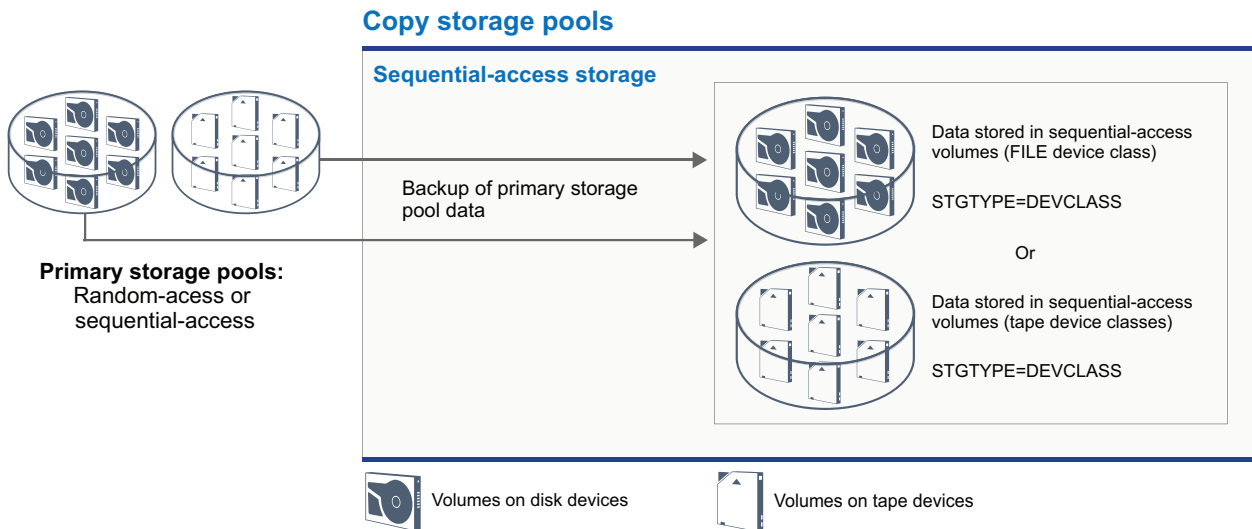 Copy storage pools
Sequential-access storage
Data stored in sequential-access
volumes (FILE device class)
STGTYPE=DEVCLASS
Or
Data stored in sequential-access
volumes (tape device classes)
STGTYPE=DEVCLASS
Backup of primary storage
pool data
Primary storage pools:
Random-acess or
sequential-access
Volumes on disk devices
Volumes on tape devices